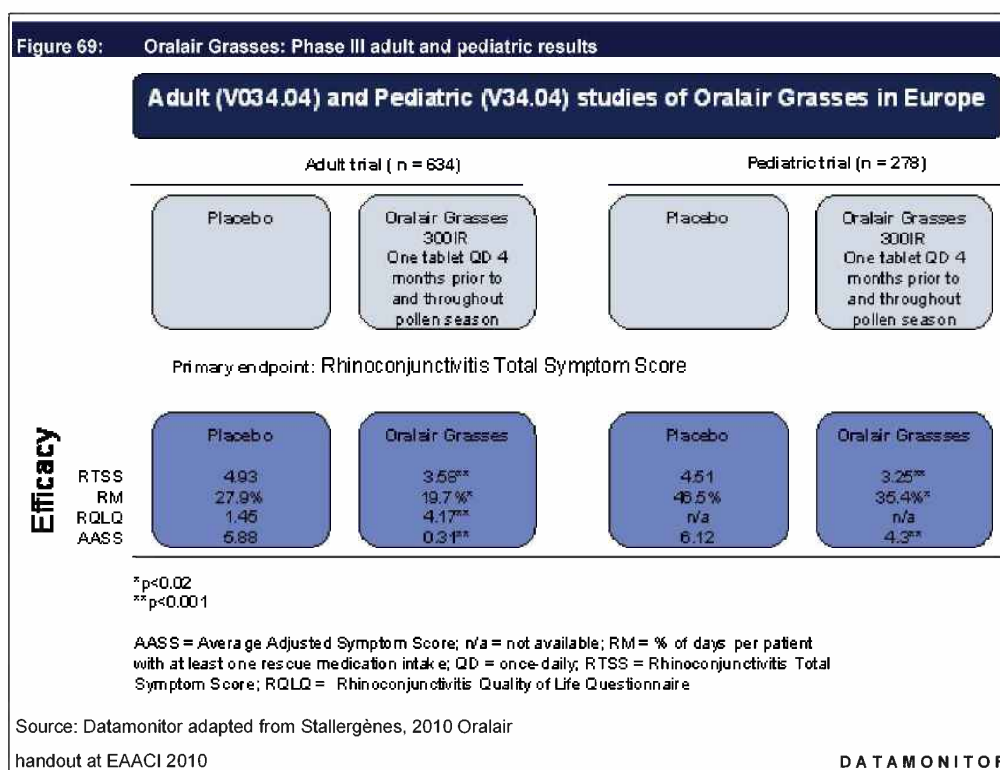 Figure 69: Oralair Grasses: Phase III adult and pediatric results
Adult (V034.04) and Pediatric (V34.04) studies of Oralair Grasses in Europe
Adult trial ( n = 634)
Pediatric trial (n = 278)
Placebo
Oralair Grasses
300IR
One tablet QD 4
months prior to
and throughout
pollen season
Placebo
Oralair Grasses
300IR
One tablet QD 4
months prior to
and throughout
pollen season
Primary endpoint: Rhinoconjunctivitis Total Symptom Score
Efficacy
Placebo Oralair Grasses Placebo Oralair Grassses
RTSS 4.93 3.58** 4.51 3.25**
RM 27.9% 19.7%* 46.5% 35.4%*
RQLQ 1.45 4.17** n/a n/a
AASS 5.88 0.31** 6.12 4.3**
*p<0.02
**p<0.001
AASS = Average Adjusted Symptom Score; n/a = not available; RM = % of days per patient
with at least one rescue medication intake; QD = once-daily; RTSS = Rhinoconjunctivitis Total
Symptom Score; RQLQ = Rhinoconjunctivitis Quality of Life Questionnaire
Source: Datamonitor adapted from Stallergènes, 2010 Oralair
handout at EAACI 2010
DATAMONITOR